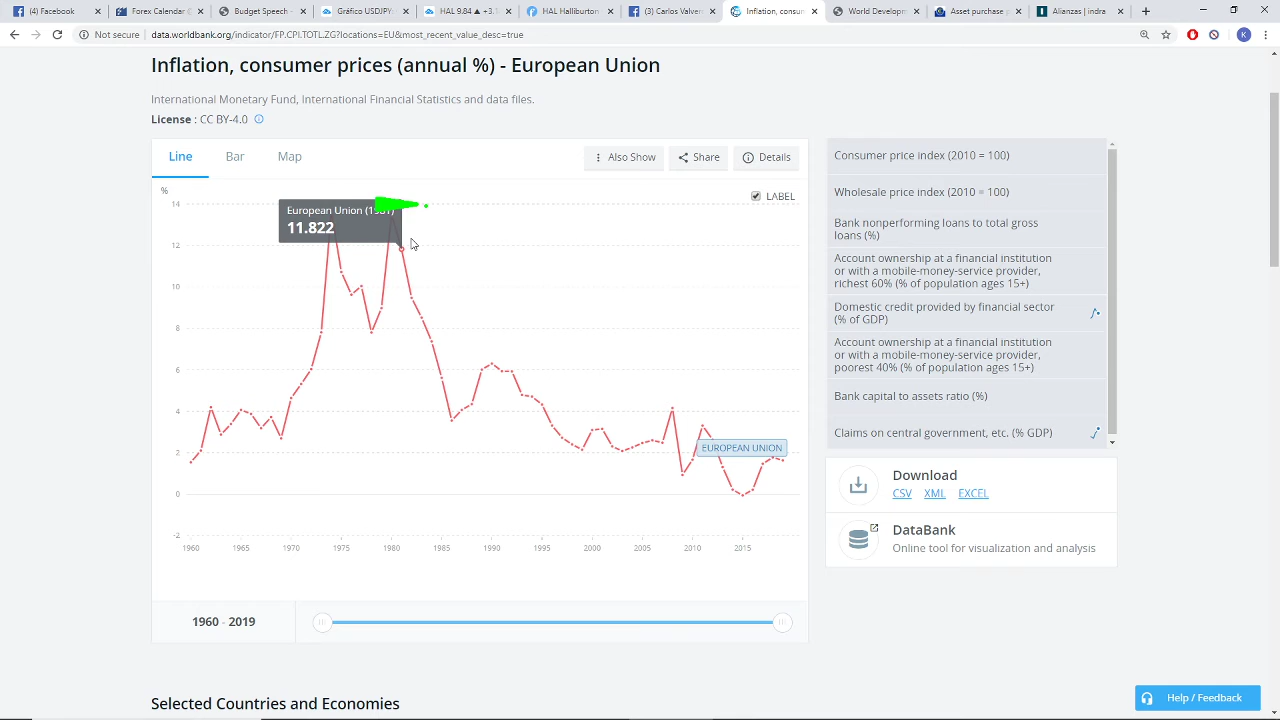 (4) Facebook
Forex Calendar @
Budget Speech -
Gráfico USDJPY:
HAL 9.84 ▲ +3.1
HAL Halliburton
(3) Carlos Valver
Inflation, consu
World Developm
Asset purchase p
Alianzas | indra
Not secure
data.worldbank.org/indicator/FP.CPI.TOTL.ZG?locations=EU&most_recent_value_desc=true
K
Inflation, consumer prices (annual %) - European Union
International Monetary Fund, International Financial Statistics and data files.
License : CC BY-4.0
Line Bar Map
Also Show Share Details
%
LABEL
European Union (1981)
11.822
14
12
10
8
6
4
2
0
-2
EUROPEAN UNION
1960 1965 1970 1975 1980 1985 1990 1995 2000 2005 2010 2015
1960 - 2019
Consumer price index (2010 = 100)
Wholesale price index (2010 = 100)
Bank nonperforming loans to total gross
loans (%)
Account ownership at a financial institution
or with a mobile-money-service provider,
richest 60% (% of population ages 15+)
Domestic credit provided by financial sector
(% of GDP)
Account ownership at a financial institution
or with a mobile-money-service provider,
poorest 40% (% of population ages 15+)
Bank capital to assets ratio (%)
Claims on central government, etc. (% GDP)
Download
CSV XML EXCEL
DataBank
Online tool for visualization and analysis
Selected Countries and Economies
Help / Feedback